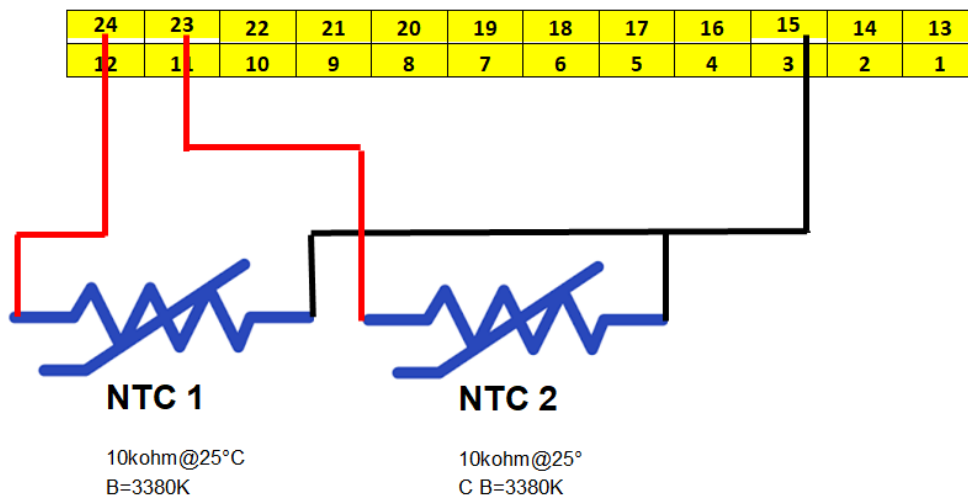 24 23 22 21 20 19 18 17 16 15 14 13
12 11 10 9 8 7 6 5 4 3 2 1
NTC 1
NTC 2
10kohm@25°C
B=3380K
10kohm@25°
C B=3380K